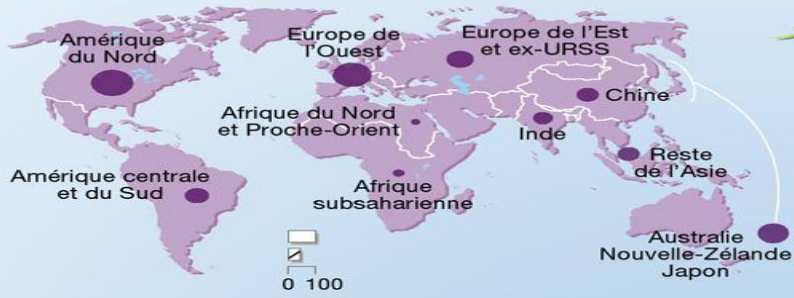 Amérique
du Nord
Europe de
l'Ouest
Europe de l'Est
et ex-URSS
Chine
Afrique du Nord
et Proche-Orient
Inde
Amérique centrale
et du Sud
Afrique
subsaharienne
Reste
de l'Asie
Australie
Nouvelle-Zélande
Japon
0 100